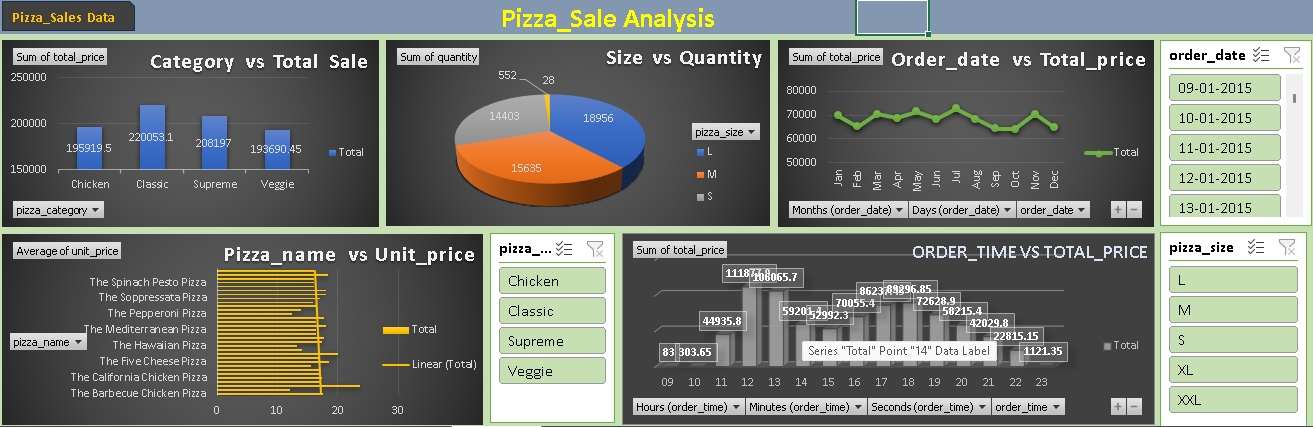 Pizza_Sales Data
Pizza_Sale Analysis
Sum of total_price
Category vs Total Sale
250000
200000
150000
195919.5
220053.1
208197
193690.45
Chicken Classic Supreme Veggie
Total
pizza_category
Sum of quantity
Size vs Quantity
552
28
14403
18956
15635
pizza_size
L
M
S
Sum of total_price
Order_date vs Total_price
80000
70000
60000
50000
Jan Feb Mar Apr May Jun Jul Aug Sep Oct Nov Dec
Total
Months (order_date) Days (order_date) order_date
order_date
09-01-2015
10-01-2015
11-01-2015
12-01-2015
13-01-2015
Average of unit_price
Pizza_name vs Unit_price
The Spinach Pesto Pizza
The Soppressata Pizza
The Pepperoni Pizza
The Mediterranean Pizza
The Hawaiian Pizza
The Five Cheese Pizza
The California Chicken Pizza
The Barbecue Chicken Pizza
pizza_name
0 10 20 30
Total
Linear (Total)
pizza_...
Chicken
Classic
Supreme
Veggie
Sum of total_price
ORDER_TIME VS TOTAL_PRICE
83
303.65
44935.8
106065.7
52992.3
70055.4
89296.85
72628.9
58215.4
42029.8
22815.15
1121.35
Series "Total" Point "14" Data Label
09 10 11 12 13 14 15 16 17 18 19 20 21 22 23
Total
Hours (order_time) Minutes (order_time) Seconds (order_time) order_time
pizza_size
L
M
S
XL
XXL